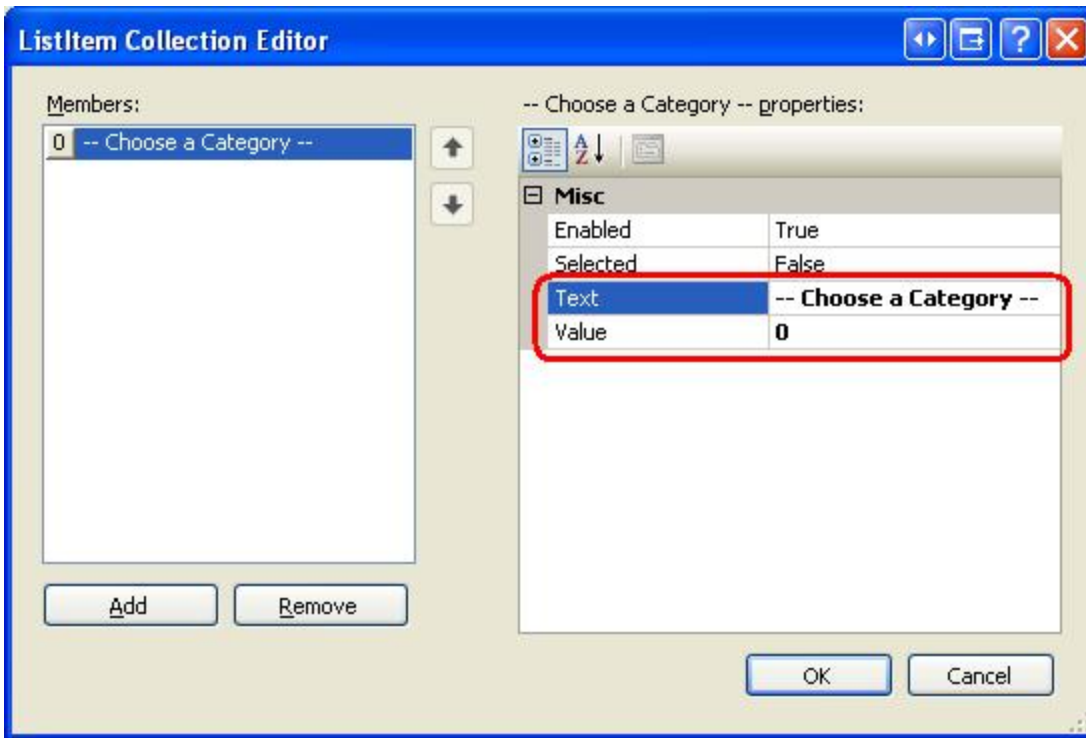 ListItem Collection Editor
Members:
-- Choose a Category -- properties:
0 -- Choose a Category --
Misc
Enabled True
Selected False
Text -- Choose a Category --
Value 0
Add Remove
OK Cancel